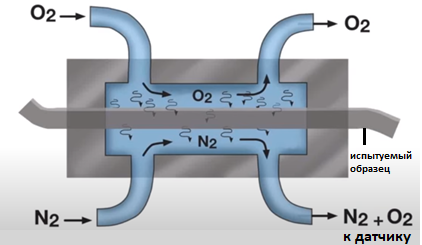 O₂
O₂
O₂
N₂
испытуемый
образец
N₂
N₂ + O₂
к датчику